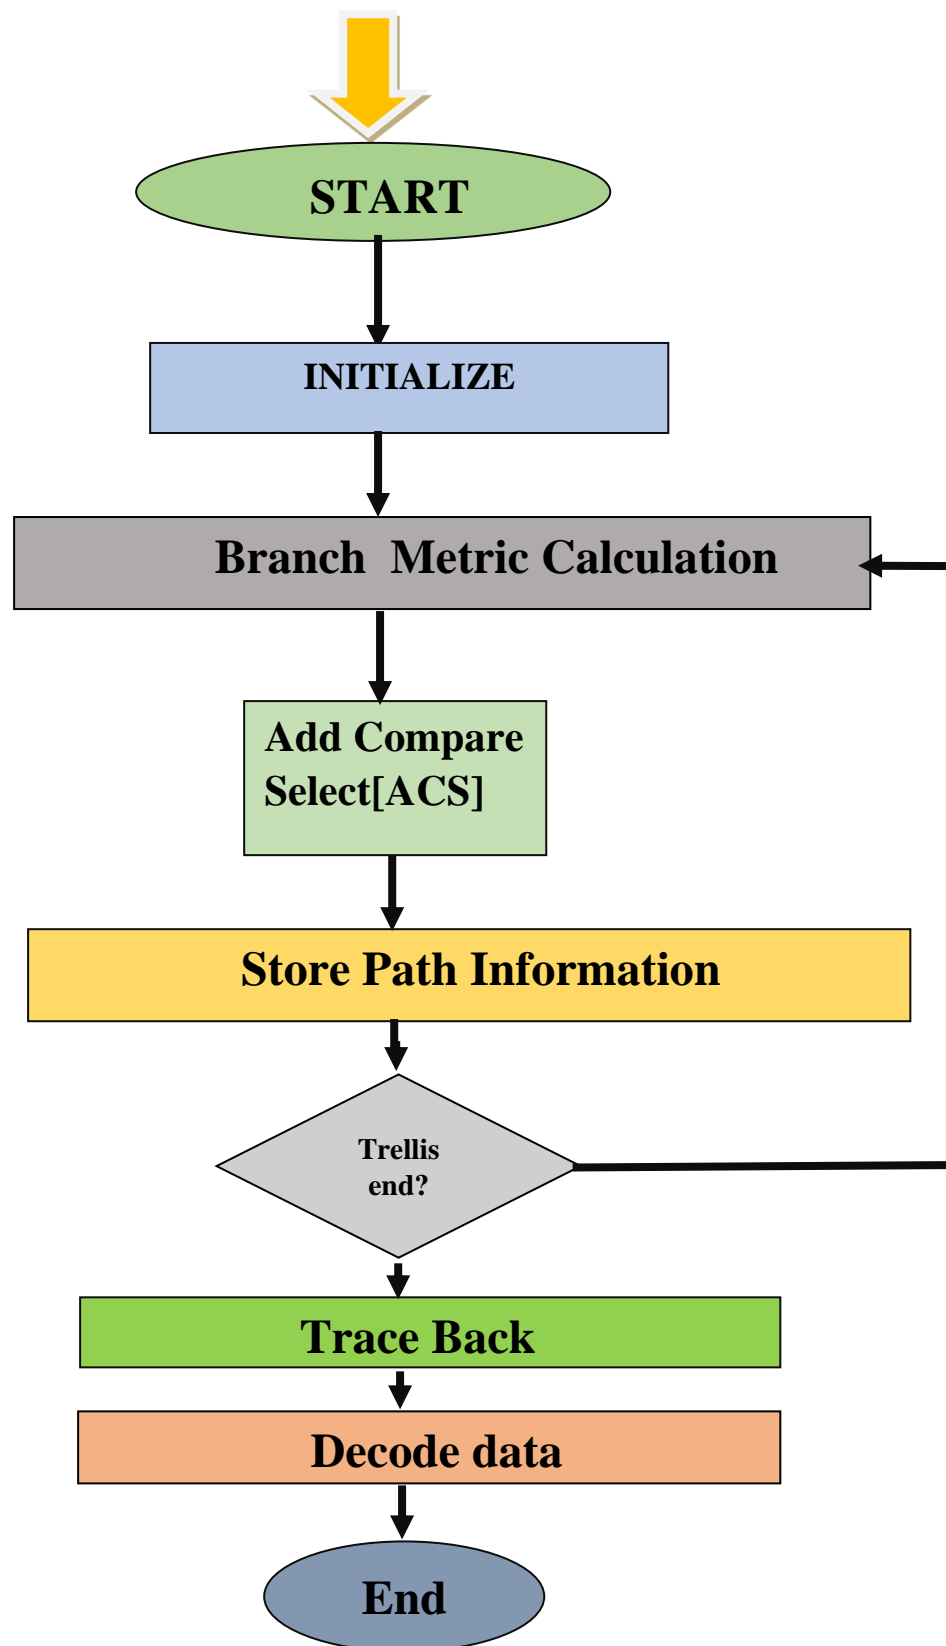 START
INITIALIZE
Branch  Metric Calculation
Add Compare
Select[ACS]
Store Path Information
Trellis
end?
Trace Back
Decode data
End